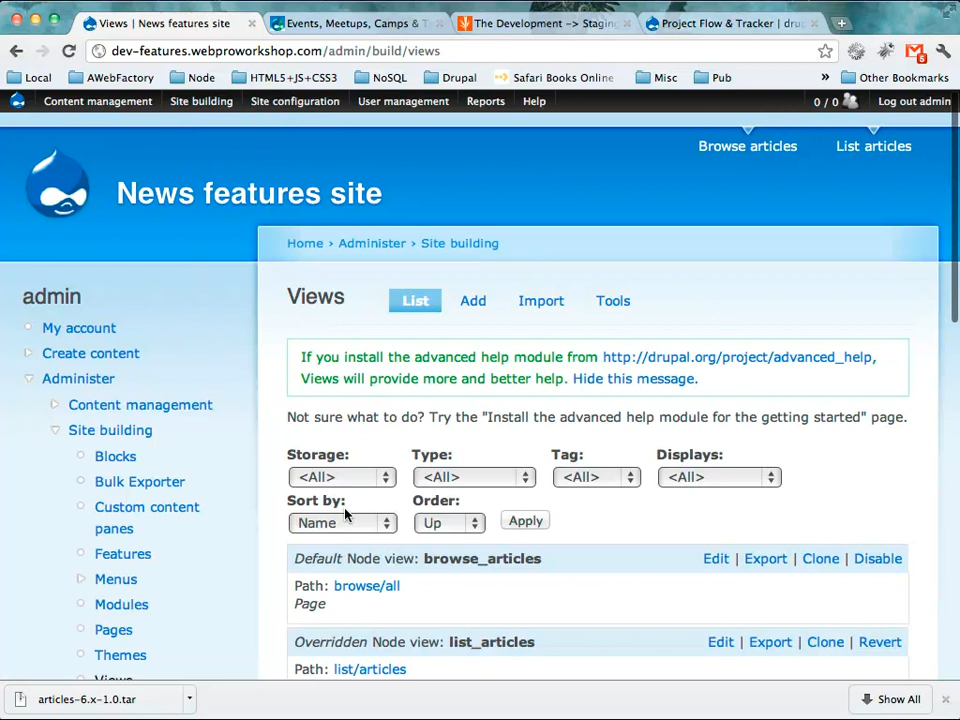 Views | News features site
Events, Meetups, Camps & T
The Development -> Staging
Project Flow & Tracker | dru
dev-features.webproworkshop.com/admin/build/views
5
Local
AWebFactory
Node
HTML5+JS+CSS3
NoSQL
Drupal
Safari Books Online
Misc
Pub
»
Other Bookmarks
Content management
Site building
Site configuration
User management
Reports
Help
0 / 0
Log out admin
Browse articles
List articles
News features site
Home › Administer › Site building
admin
My account
Create content
Administer
Content management
Site building
Blocks
Bulk Exporter
Custom content
panes
Features
Menus
Modules
Pages
Themes
Views
Views
List
Add
Import
Tools
If you install the advanced help module from http://drupal.org/project/advanced_help,
Views will provide more and better help. Hide this message.
Not sure what to do? Try the "Install the advanced help module for the getting started" page.
Storage:
Type:
Tag:
Displays:
<All>
<All>
<All>
<All>
Sort by:
Order:
Name
Up
Apply
Default Node view: browse_articles
Edit | Export | Clone | Disable
Path: browse/all
Page
Overridden Node view: list_articles
Edit | Export | Clone | Revert
Path: list/articles
articles-6.x-1.0.tar
Show All